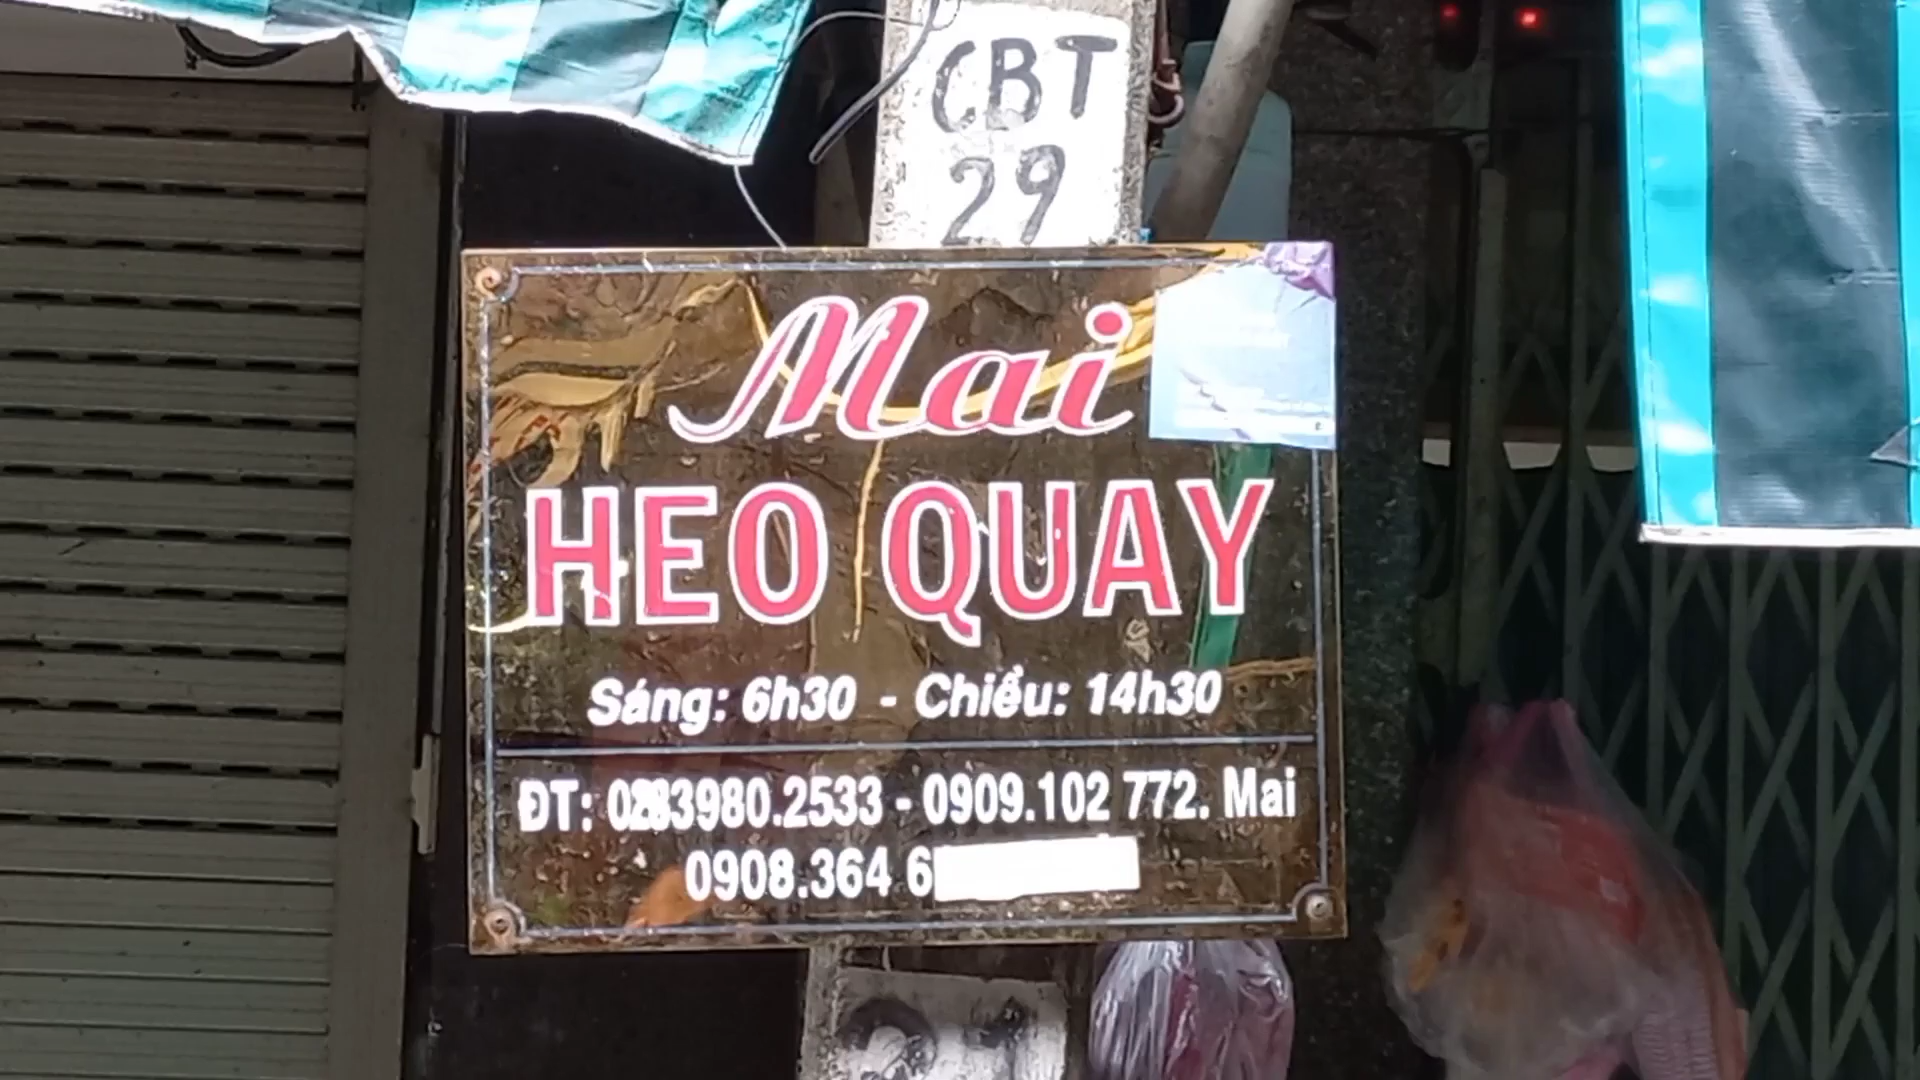 CBT
29
Mai
HEO QUAY
Sáng: 6h30 - Chiều: 14h30
ĐT: 0283980.2533 - 0909.102 772. Mai
0908.364 6